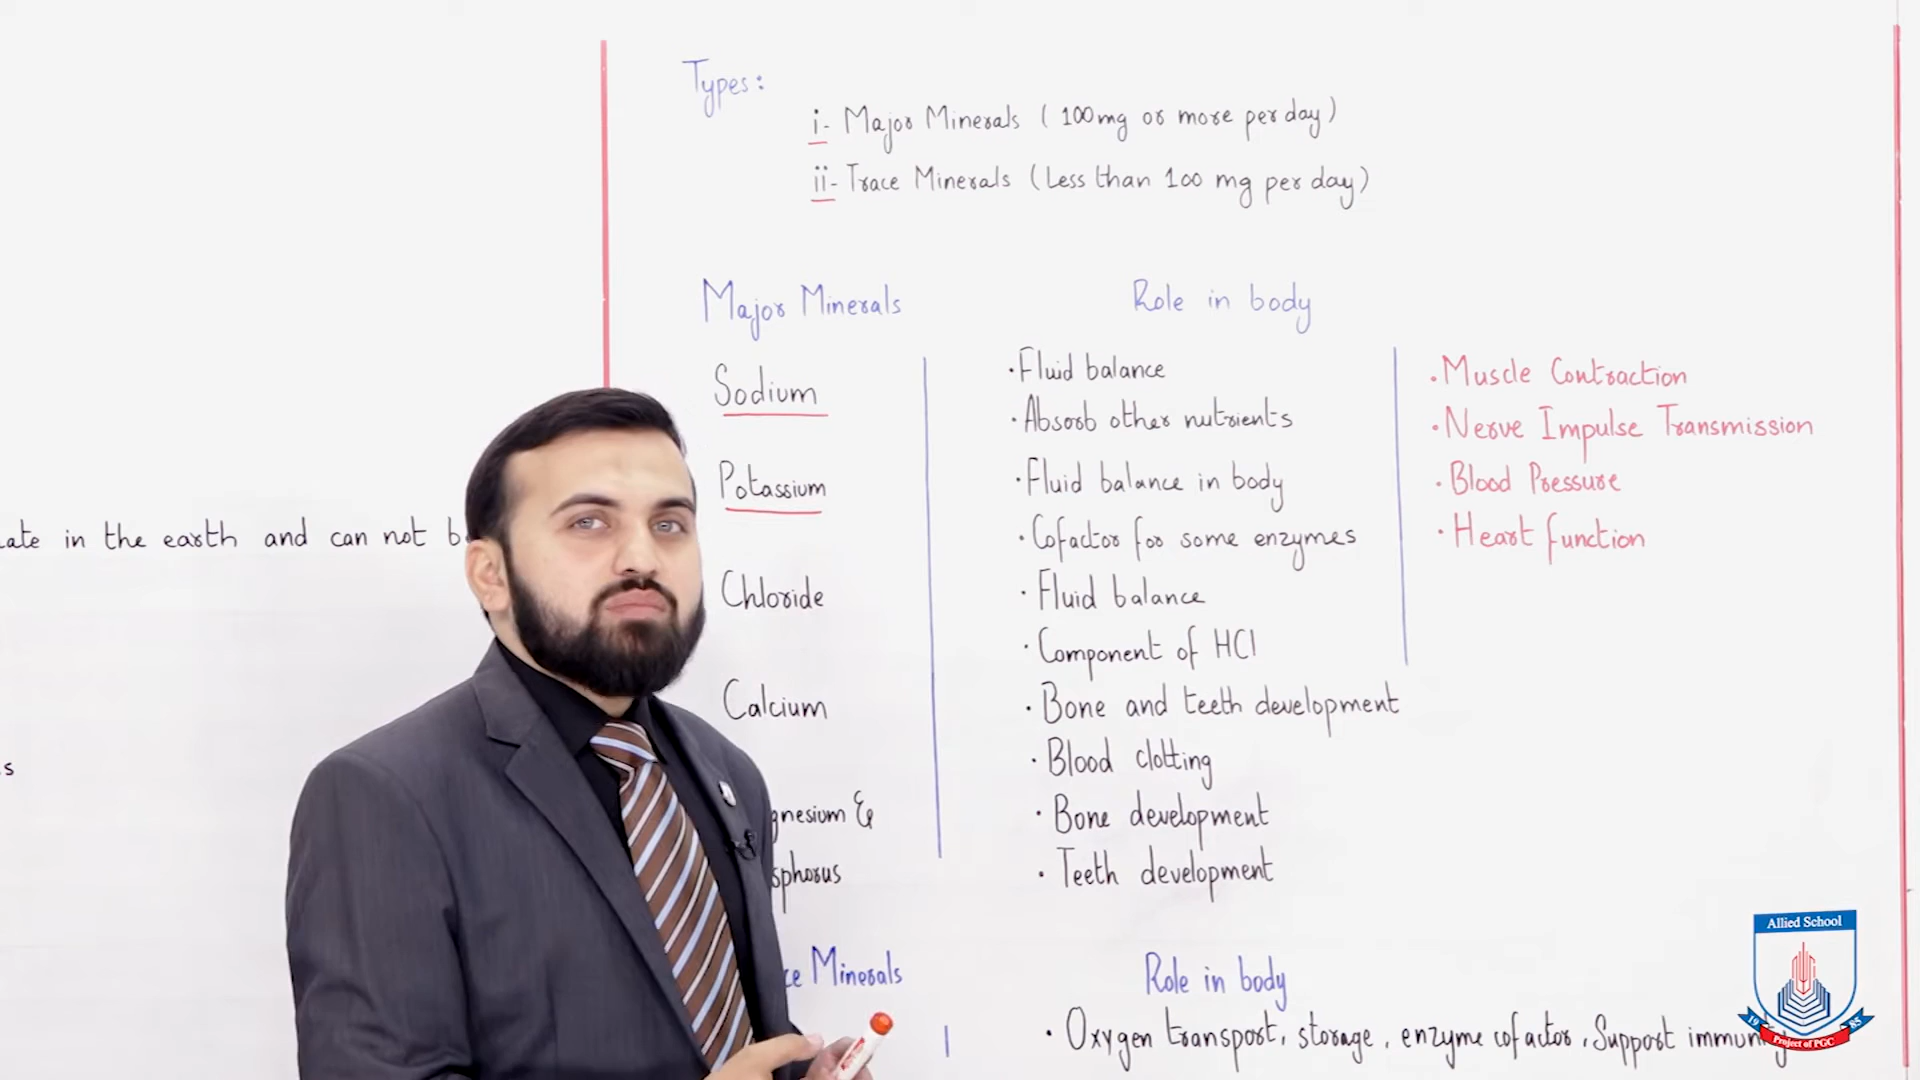 Types:
i- Major Minerals (100mg or more per day)
ii- Trace Minerals (Less than 100 mg per day)
Major Minerals Role in body
Sodium
· Fluid balance
· Absorb other nutrients
Potassium
· Fluid balance in body
· Cofactor for some enzymes
Chloride
· Fluid balance
· Component of HCl
Calcium
· Bone and teeth development
· Blood clotting
gnesium &
sphorus
· Bone development
· Teeth development
· Muscle Contraction
· Nerve Impulse Transmission
· Blood Pressure
· Heart function
ce Minerals Role in body
· Oxygen transport, storage, enzyme cofactor, Support immunity
ate in the earth and can not b
s
Allied School
19 85
Project of PGC